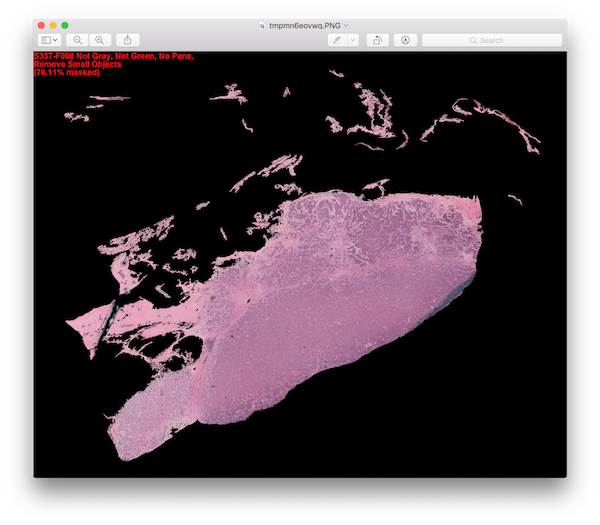 tmpmn6eovwq.PNG
Search
S337-F008 Not Gray, Not Green, No Pens,
Remove Small Objects
(76.11% masked)